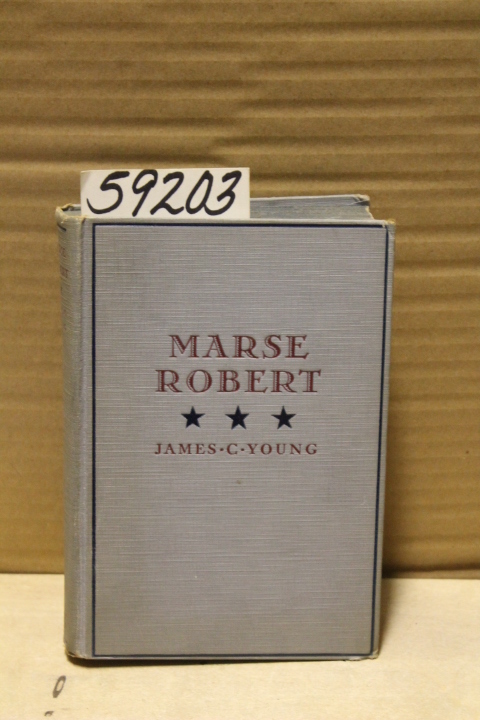 59203
MARSE
ROBERT
★ ★ ★
JAMES·C·YOUNG